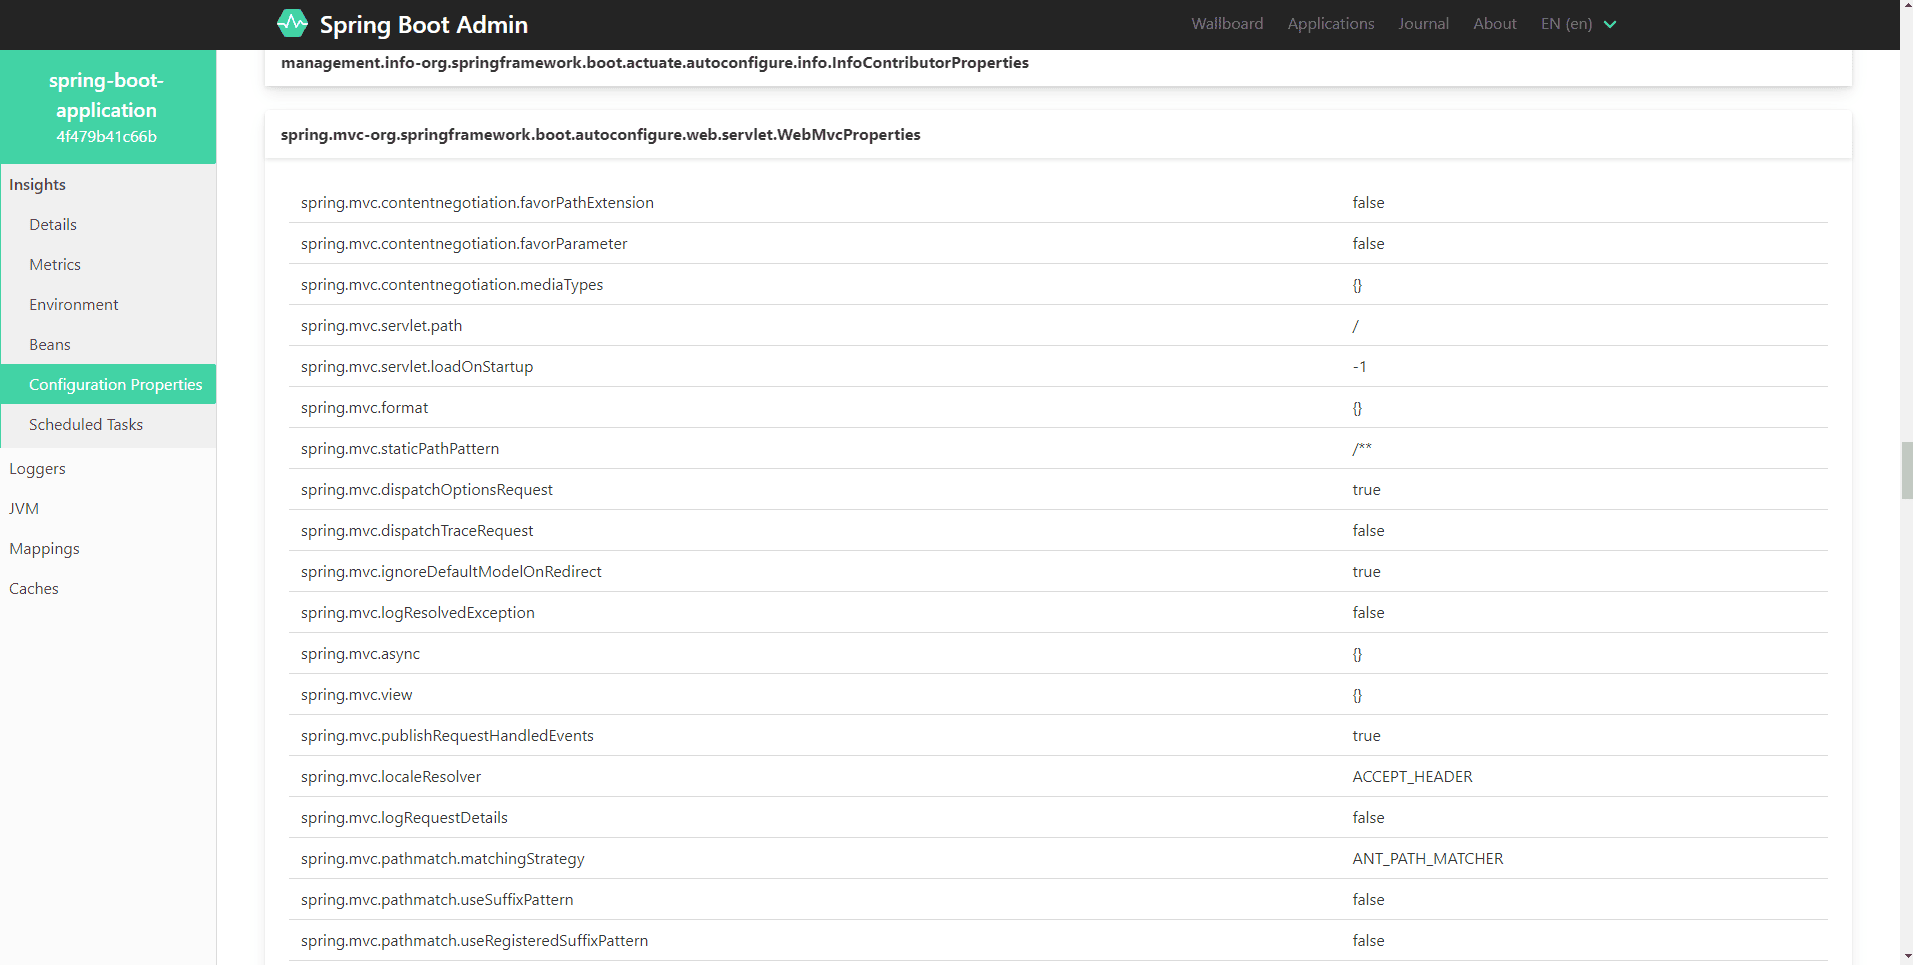 Spring Boot Admin
Wallboard Applications Journal About EN (en)
spring-boot-
application
4f479b41c66b
Insights
Details
Metrics
Environment
Beans
Configuration Properties
Scheduled Tasks
Loggers
JVM
Mappings
Caches
management.info-org.springframework.boot.actuate.autoconfigure.info.InfoContributorProperties
spring.mvc-org.springframework.boot.autoconfigure.web.servlet.WebMvcProperties
spring.mvc.contentnegotiation.favorPathExtension false
spring.mvc.contentnegotiation.favorParameter false
spring.mvc.contentnegotiation.mediaTypes {}
spring.mvc.servlet.path /
spring.mvc.servlet.loadOnStartup -1
spring.mvc.format {}
spring.mvc.staticPathPattern /**
spring.mvc.dispatchOptionsRequest true
spring.mvc.dispatchTraceRequest false
spring.mvc.ignoreDefaultModelOnRedirect true
spring.mvc.logResolvedException false
spring.mvc.async {}
spring.mvc.view {}
spring.mvc.publishRequestHandledEvents true
spring.mvc.localeResolver ACCEPT_HEADER
spring.mvc.logRequestDetails false
spring.mvc.pathmatch.matchingStrategy ANT_PATH_MATCHER
spring.mvc.pathmatch.useSuffixPattern false
spring.mvc.pathmatch.useRegisteredSuffixPattern false